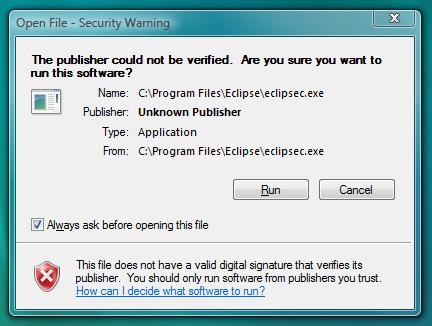 Open File - Security Warning
The publisher could not be verified.  Are you sure you want to
run this software?
Name: C:\Program Files\Eclipse\eclipsec.exe
Publisher: Unknown Publisher
Type: Application
From: C:\Program Files\Eclipse\eclipsec.exe
Run Cancel
Always ask before opening this file
This file does not have a valid digital signature that verifies its
publisher.  You should only run software from publishers you trust.
How can I decide what software to run?